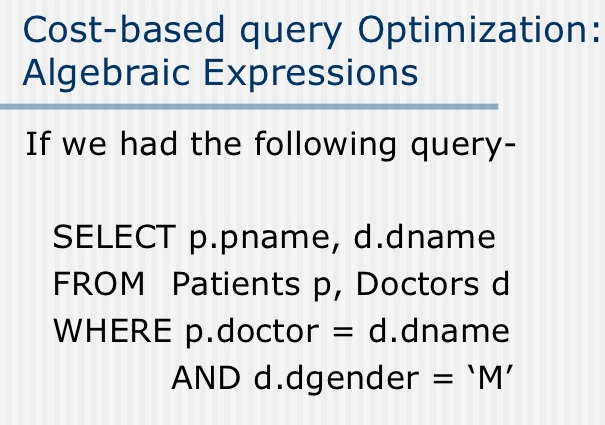 Cost-based query Optimization:
Algebraic Expressions
If we had the following query-
SELECT p.pname, d.dname
FROM Patients p, Doctors d
WHERE p.doctor = d.dname
AND d.dgender = ‘M’